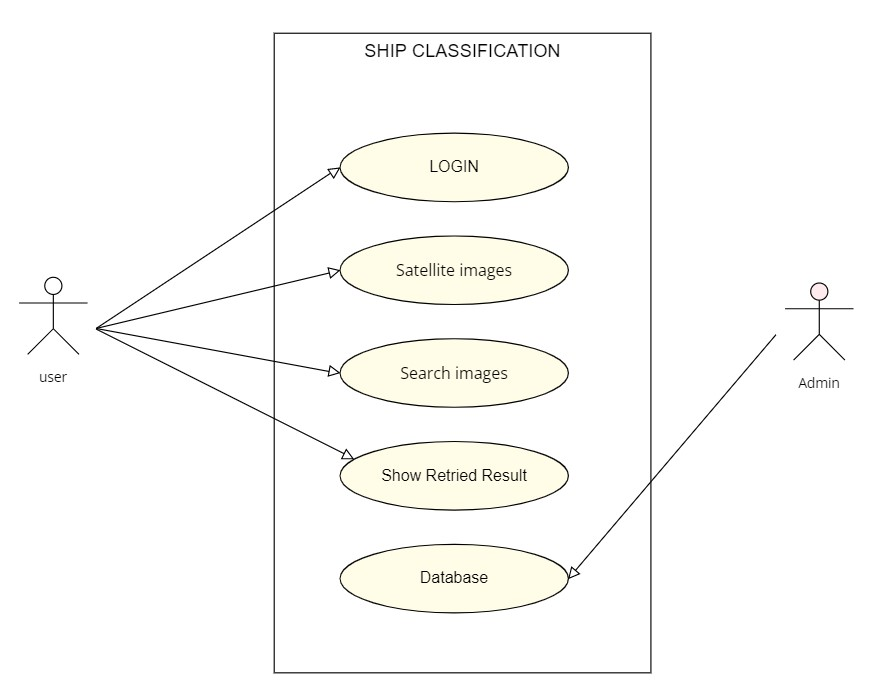 SHIP CLASSIFICATION
LOGIN
Satellite images
user
Search images
Admin
Show Retried Result
Database